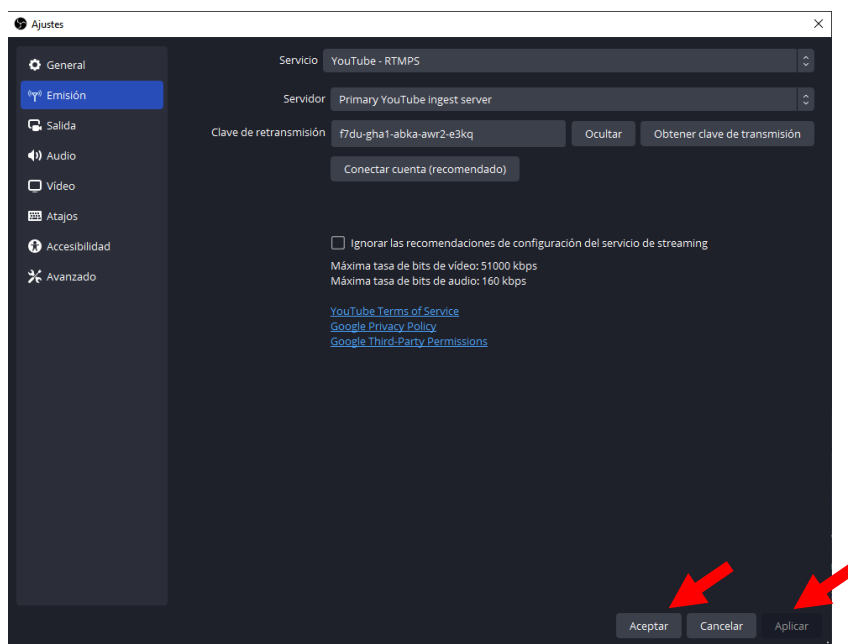 Ajustes
General
Emisión
Salida
Audio
Vídeo
Atajos
Accesibilidad
Avanzado
Servicio YouTube - RTMPS
Servidor Primary YouTube ingest server
Clave de retransmisión f7du-gha1-abka-awr2-e3kq Ocultar Obtener clave de transmisión
Conectar cuenta (recomendado)
Ignorar las recomendaciones de configuración del servicio de streaming
Máxima tasa de bits de vídeo: 51000 kbps
Máxima tasa de bits de audio: 160 kbps
YouTube Terms of Service
Google Privacy Policy
Google Third-Party Permissions
Aceptar Cancelar Aplicar